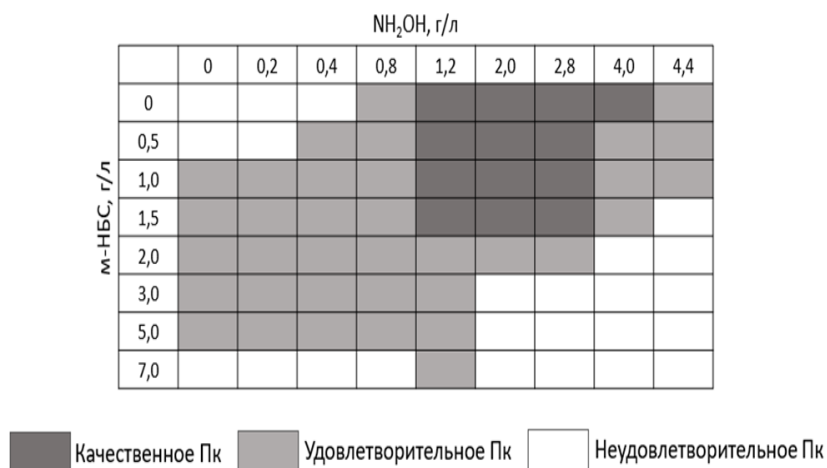 NH₂OH, г/л
0 0,2 0,4 0,8 1,2 2,0 2,8 4,0 4,4
м-НБС, г/л
0
0,5
1,0
1,5
2,0
3,0
5,0
7,0
Качественное Пк Удовлетворительное Пк Неудовлетворительное Пк